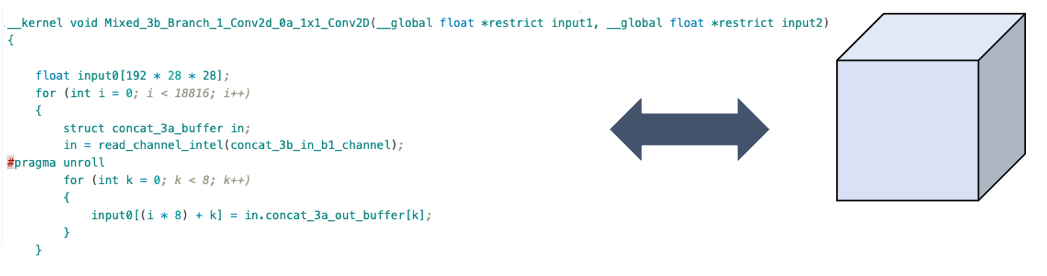 __kernel void Mixed_3b_Branch_1_Conv2d_0a_1x1_Conv2D(__global float *restrict input1, __global float *restrict input2)
{
float input0[192 * 28 * 28];
for (int i = 0; i < 18816; i++)
{
struct concat_3a_buffer in;
in = read_channel_intel(concat_3b_in_b1_channel);
#pragma unroll
for (int k = 0; k < 8; k++)
{
input0[(i * 8) + k] = in.concat_3a_out_buffer[k];
}
}